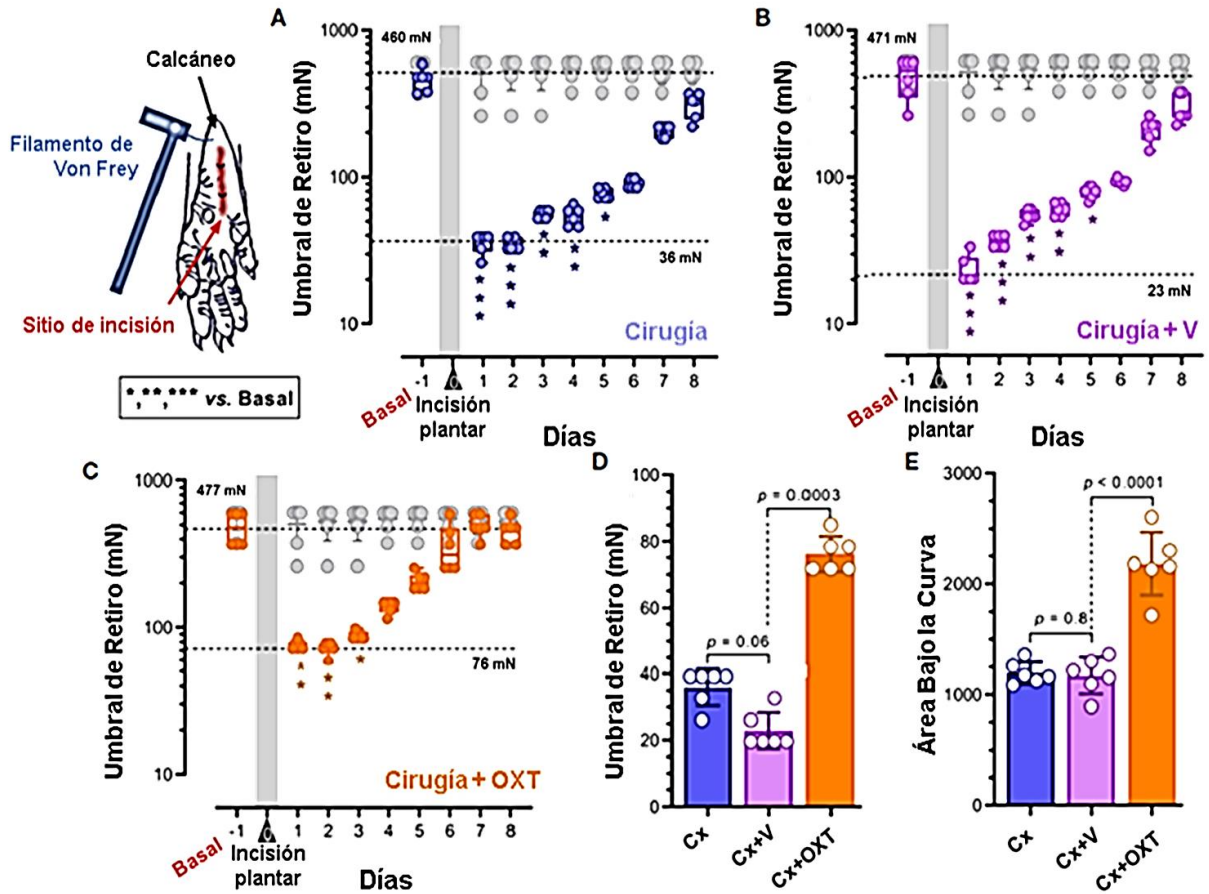 Calcáneo
Filamento de
Von Frey
Sitio de incisión
*,**,*** vs. Basal
A
Umbral de Retiro (mN)
1000
100
10
460 mN
36 mN
Cirugía
-1 0 1 2 3 4 5 6 7 8
Basal
Incisión
plantar
Días
B
Umbral de Retiro (mN)
1000
100
10
471 mN
23 mN
Cirugía + V
-1 0 1 2 3 4 5 6 7 8
Basal
Incisión
plantar
Días
C
Umbral de Retiro (mN)
1000
100
10
477 mN
76 mN
Cirugía + OXT
-1 0 1 2 3 4 5 6 7 8
Basal
Incisión
plantar
Días
D
Umbral de Retiro (mN)
100
80
60
40
20
0
p = 0.0003
p = 0.06
Cx
Cx+V
Cx+OXT
E
Área Bajo la Curva
3000
2000
1000
0
p < 0.0001
p = 0.8
Cx
Cx+V
Cx+OXT